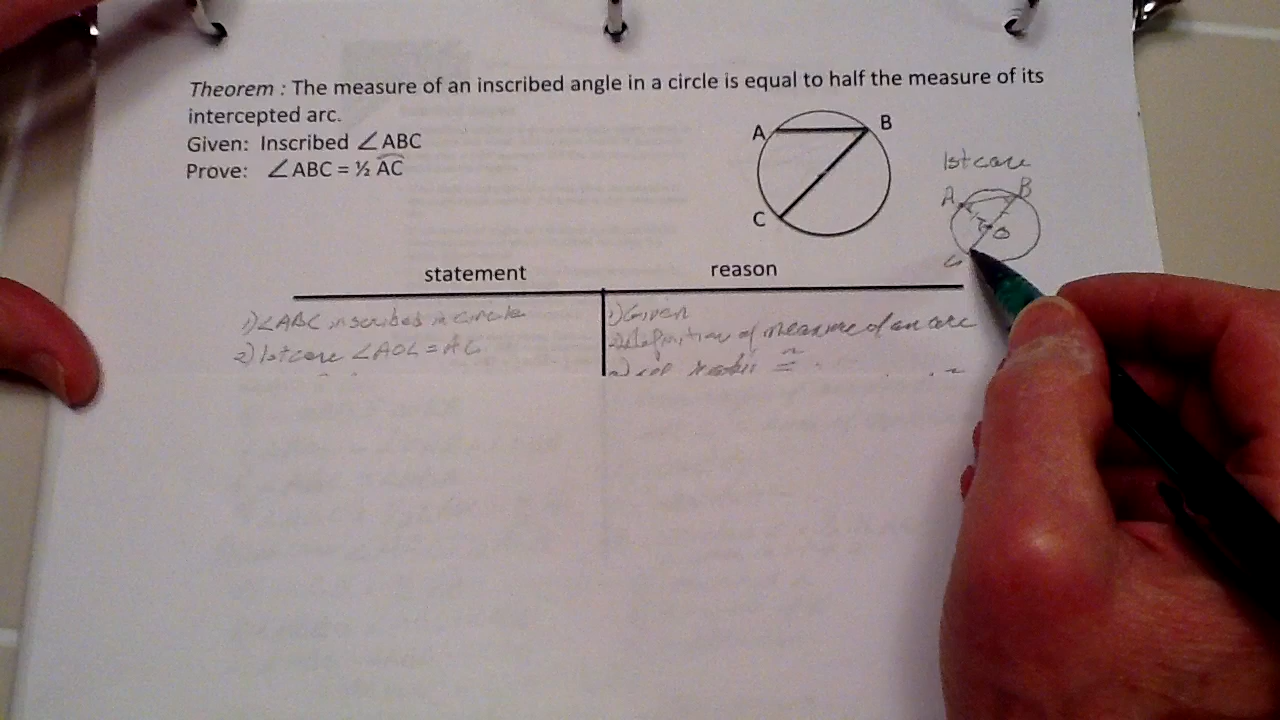 Theorem : The measure of an inscribed angle in a circle is equal to half the measure of its
intercepted arc.
Given: Inscribed ∠ABC
Prove: ∠ABC = ½ AC
A
B
C
1st case
A
B
O
C
statement
reason
1) ∠ABC inscribed in circle
1) Given
2) 1st case ∠AOC = AC
2) Definition of measure of an arc